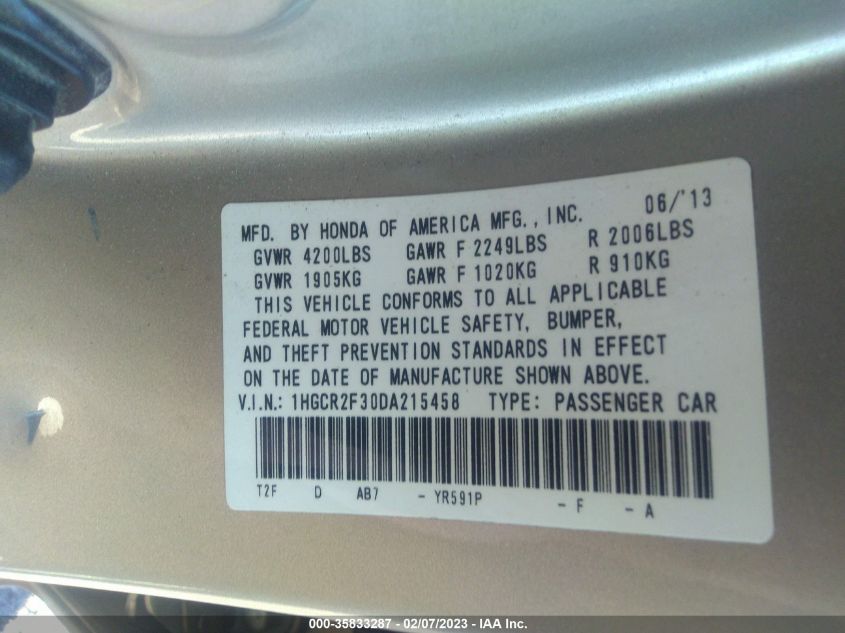 MFD. BY HONDA OF AMERICA MFG., INC. 06/'13
GVWR 4200LBS GAWR F 2249LBS R 2006LBS
GVWR 1905KG GAWR F 1020KG R 910KG
THIS VEHICLE CONFORMS TO ALL APPLICABLE
FEDERAL MOTOR VEHICLE SAFETY, BUMPER,
AND THEFT PREVENTION STANDARDS IN EFFECT
ON THE DATE OF MANUFACTURE SHOWN ABOVE.
V.I.N.: 1HGCR2F30DA215458 TYPE: PASSENGER CAR
T2F D AB7 - YR591P - F - A
000-35833287 - 02/07/2023 - IAA Inc.